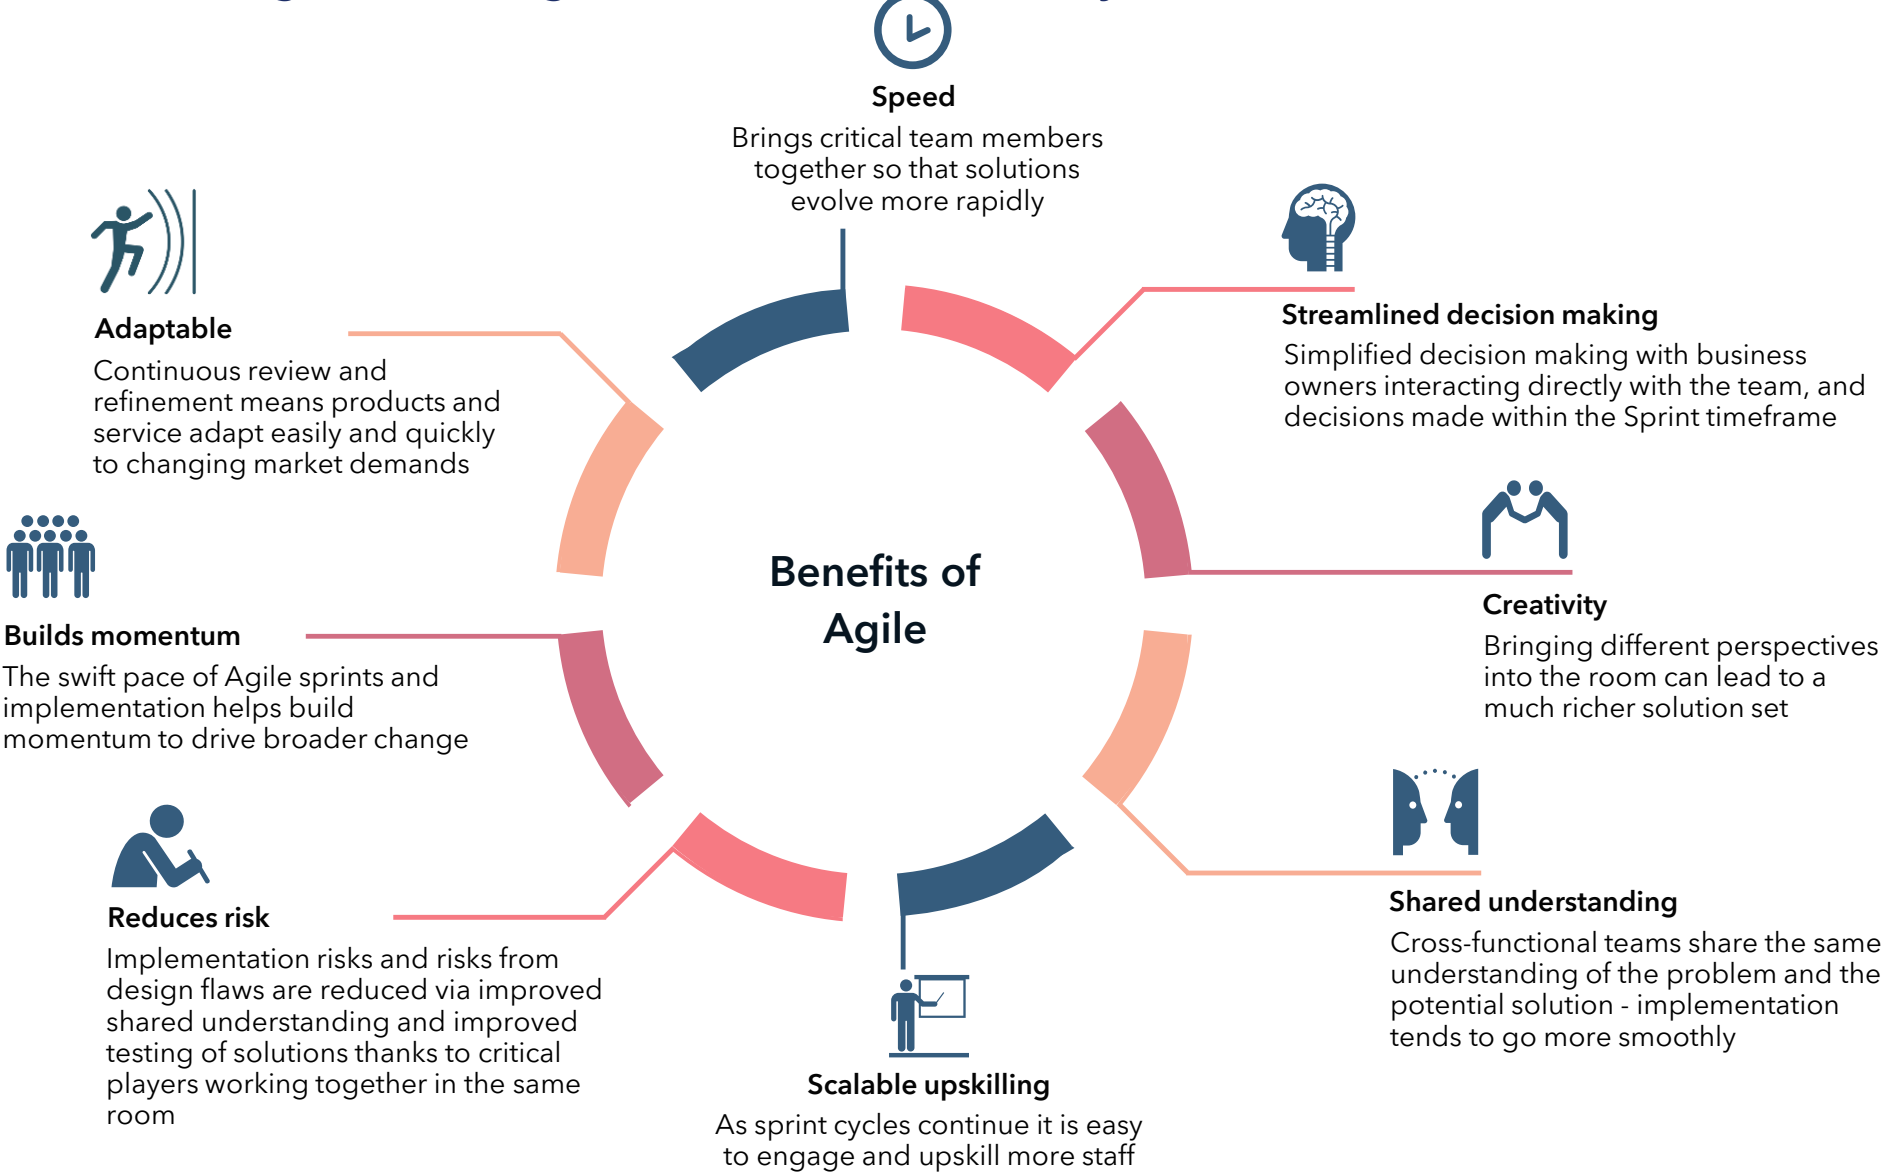 Speed
Brings critical team members
together so that solutions
evolve more rapidly
Streamlined decision making
Simplified decision making with business
owners interacting directly with the team, and
decisions made within the Sprint timeframe
Creativity
Bringing different perspectives
into the room can lead to a
much richer solution set
Shared understanding
Cross-functional teams share the same
understanding of the problem and the
potential solution - implementation
tends to go more smoothly
Scalable upskilling
As sprint cycles continue it is easy
to engage and upskill more staff
Reduces risk
Implementation risks and risks from
design flaws are reduced via improved
shared understanding and improved
testing of solutions thanks to critical
players working together in the same
room
Builds momentum
The swift pace of Agile sprints and
implementation helps build
momentum to drive broader change
Adaptable
Continuous review and
refinement means products and
service adapt easily and quickly
to changing market demands
Benefits of
Agile